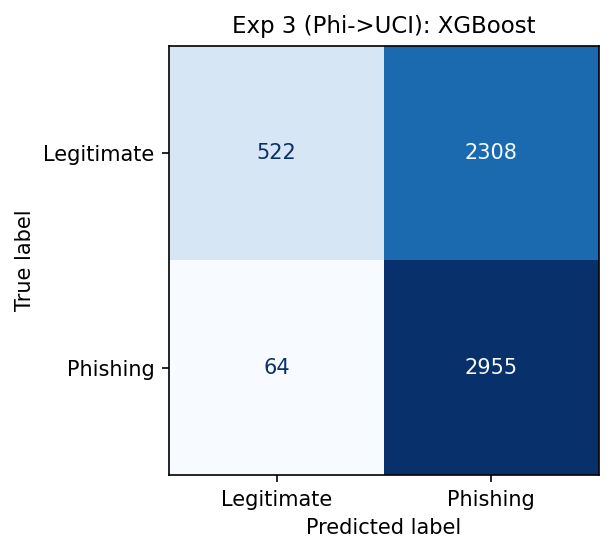 Exp 3 (Phi->UCI): XGBoost
True label
Legitimate
522
2308
Phishing
64
2955
Legitimate
Phishing
Predicted label